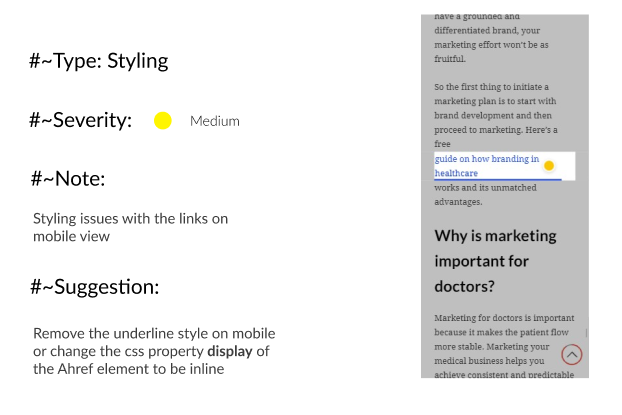 #~Type: Styling
#~Severity:
Medium
#~Note:
Styling issues with the links on
mobile view
#~Suggestion:
Remove the underline style on mobile
or change the css property display of
the Ahref element to be inline
have a grounded and
differentiated brand, your
marketing effort won't be as
fruitful.
So the first thing to initiate a
marketing plan is to start with
brand development and then
proceed to marketing. Here's a
free
guide on how branding in
healthcare
works and its unmatched
advantages.
Why is marketing
important for
doctors?
Marketing for doctors is important
because it makes the patient flow
more stable. Marketing your
medical business helps you
achieve consistent and predictable